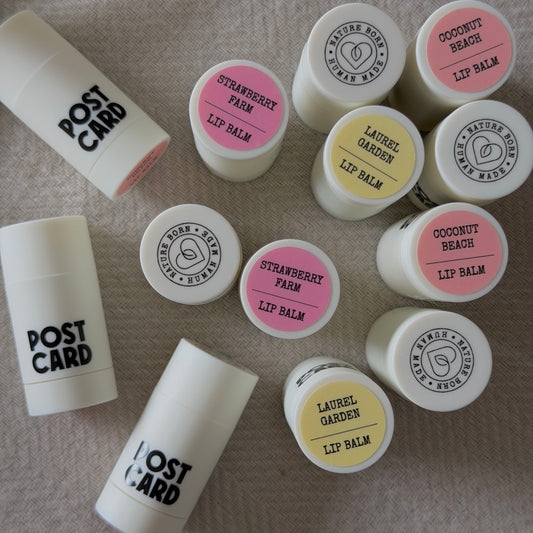 POST
CARD
STRAWBERRY
FARM
LIP BALM
NATURE BORN • HUMAN MADE •
COCONUT
BEACH
LIP BALM
LAUREL
GARDEN
LIP BALM
NATURE BORN • HUMAN MADE •
COCONUT
BEACH
LIP BALM
NATURE BORN • HUMAN MADE •
STRAWBERRY
FARM
LIP BALM
POST
CARD
NATURE BORN • HUMAN MADE •
LAUREL
GARDEN
LIP BALM
POST
CARD